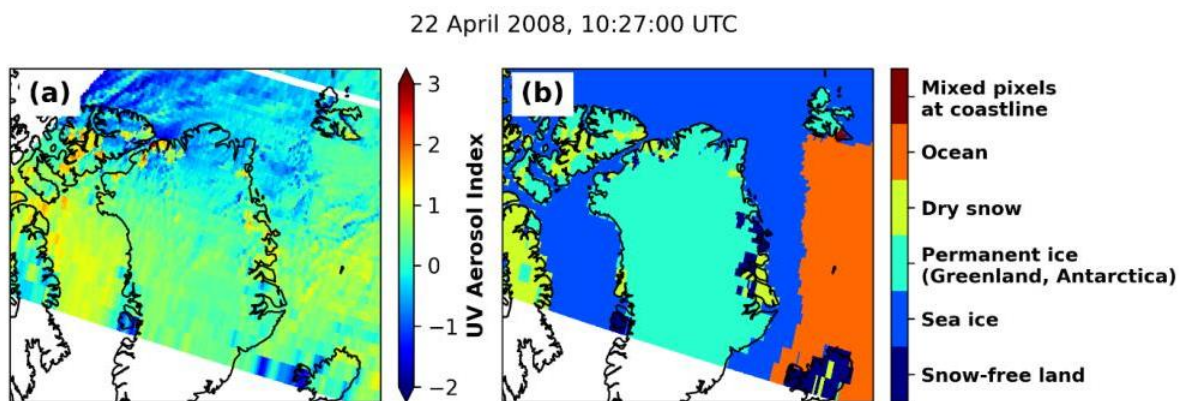 22 April 2008, 10:27:00 UTC
(a)
3
2
1
0
−1
−2
UV Aerosol Index
(b)
Mixed pixels
at coastline
Ocean
Dry snow
Permanent ice
(Greenland, Antarctica)
Sea ice
Snow-free land